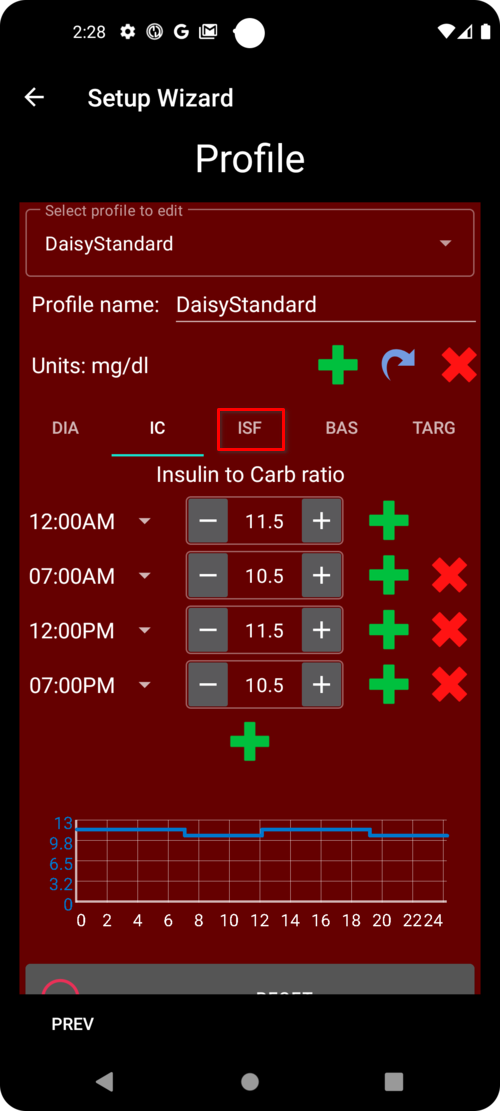 2:28
Setup Wizard
Profile
Select profile to edit
DaisyStandard
Profile name: DaisyStandard
Units: mg/dl
DIA IC ISF BAS TARG
Insulin to Carb ratio
12:00AM − 11.5 +
07:00AM − 10.5 +
12:00PM − 11.5 +
07:00PM − 10.5 +
13
9.8
6.5
3.2
0
0 2 4 6 8 10 12 14 16 18 20 22 24
RESET
PREV